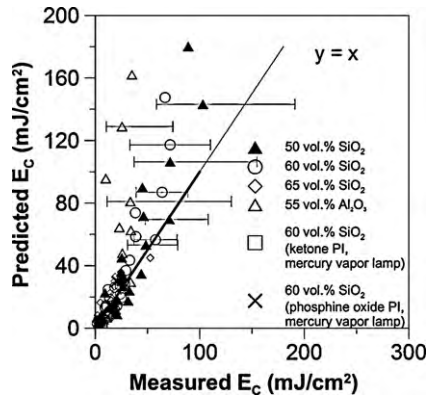 200
160
120
80
40
0
Predicted E_C (mJ/cm²)
y = x
50 vol.% SiO₂
60 vol.% SiO₂
65 vol.% SiO₂
55 vol.% Al₂O₃
60 vol.% SiO₂
(ketone PI,
mercury vapor lamp)
60 vol.% SiO₂
(phosphine oxide PI,
mercury vapor lamp)
0 100 200 300
Measured E_C (mJ/cm²)